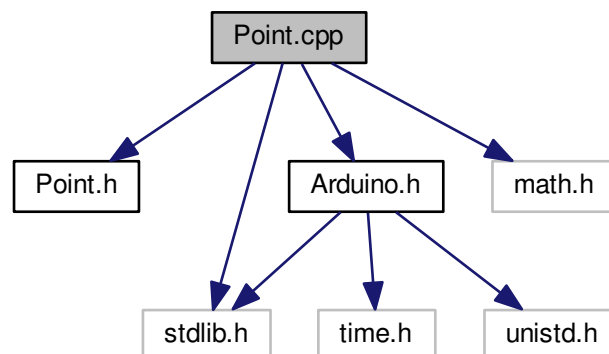 Point.cpp
Point.h
Arduino.h
math.h
stdlib.h
time.h
unistd.h